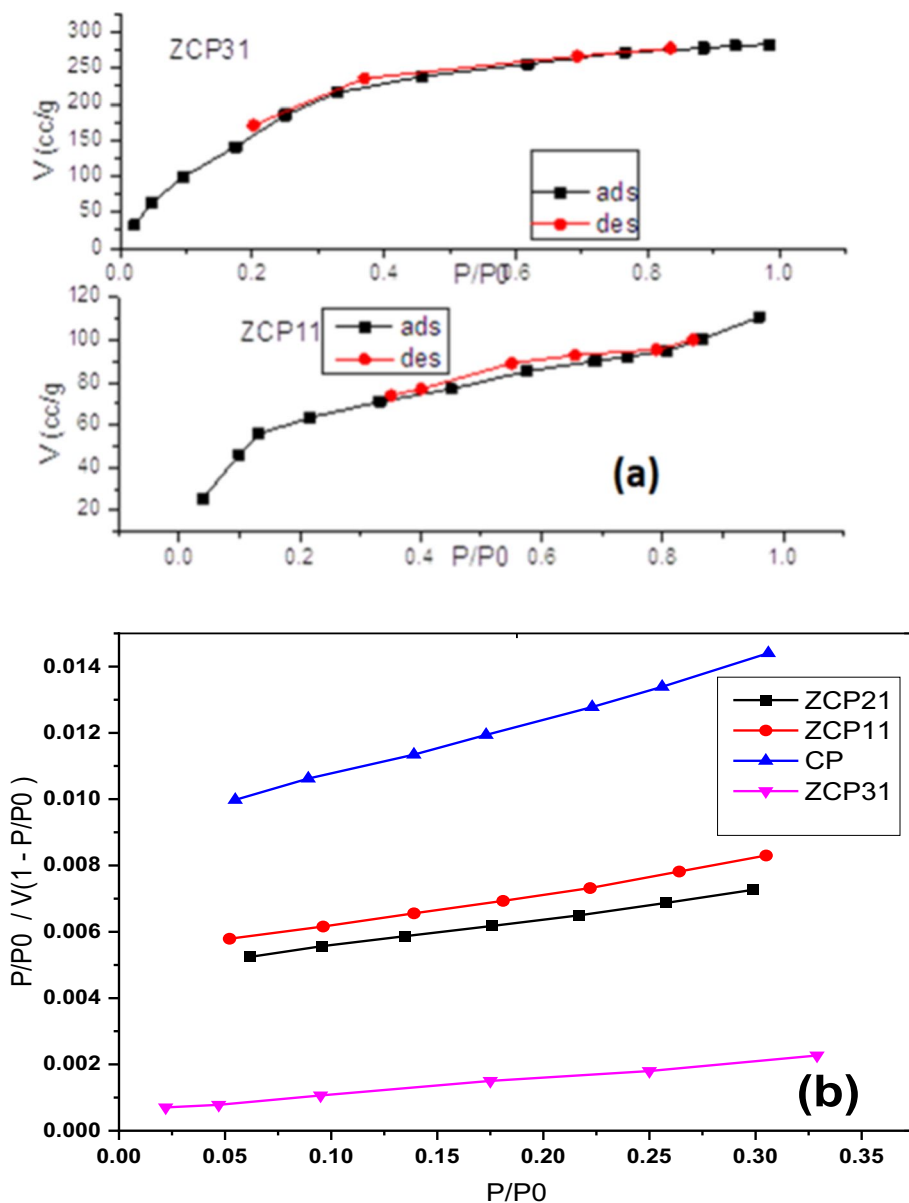 300
250
200
150
100
50
0
V (cc/g)
ZCP31
ads
des
0.0 0.2 0.4 0.6 0.8 1.0
P/P0
120
100
80
60
40
20
V (cc/g
ZCP11
ads
des
(a)
0.0 0.2 0.4 0.6 0.8 1.0
P/P0
0.014
0.012
0.010
0.008
0.006
0.004
0.002
0.000
P/P0 / V(1 - P/P0 )
ZCP21
ZCP11
CP
ZCP31
(b)
0.00 0.05 0.10 0.15 0.20 0.25 0.30 0.35
P/P0